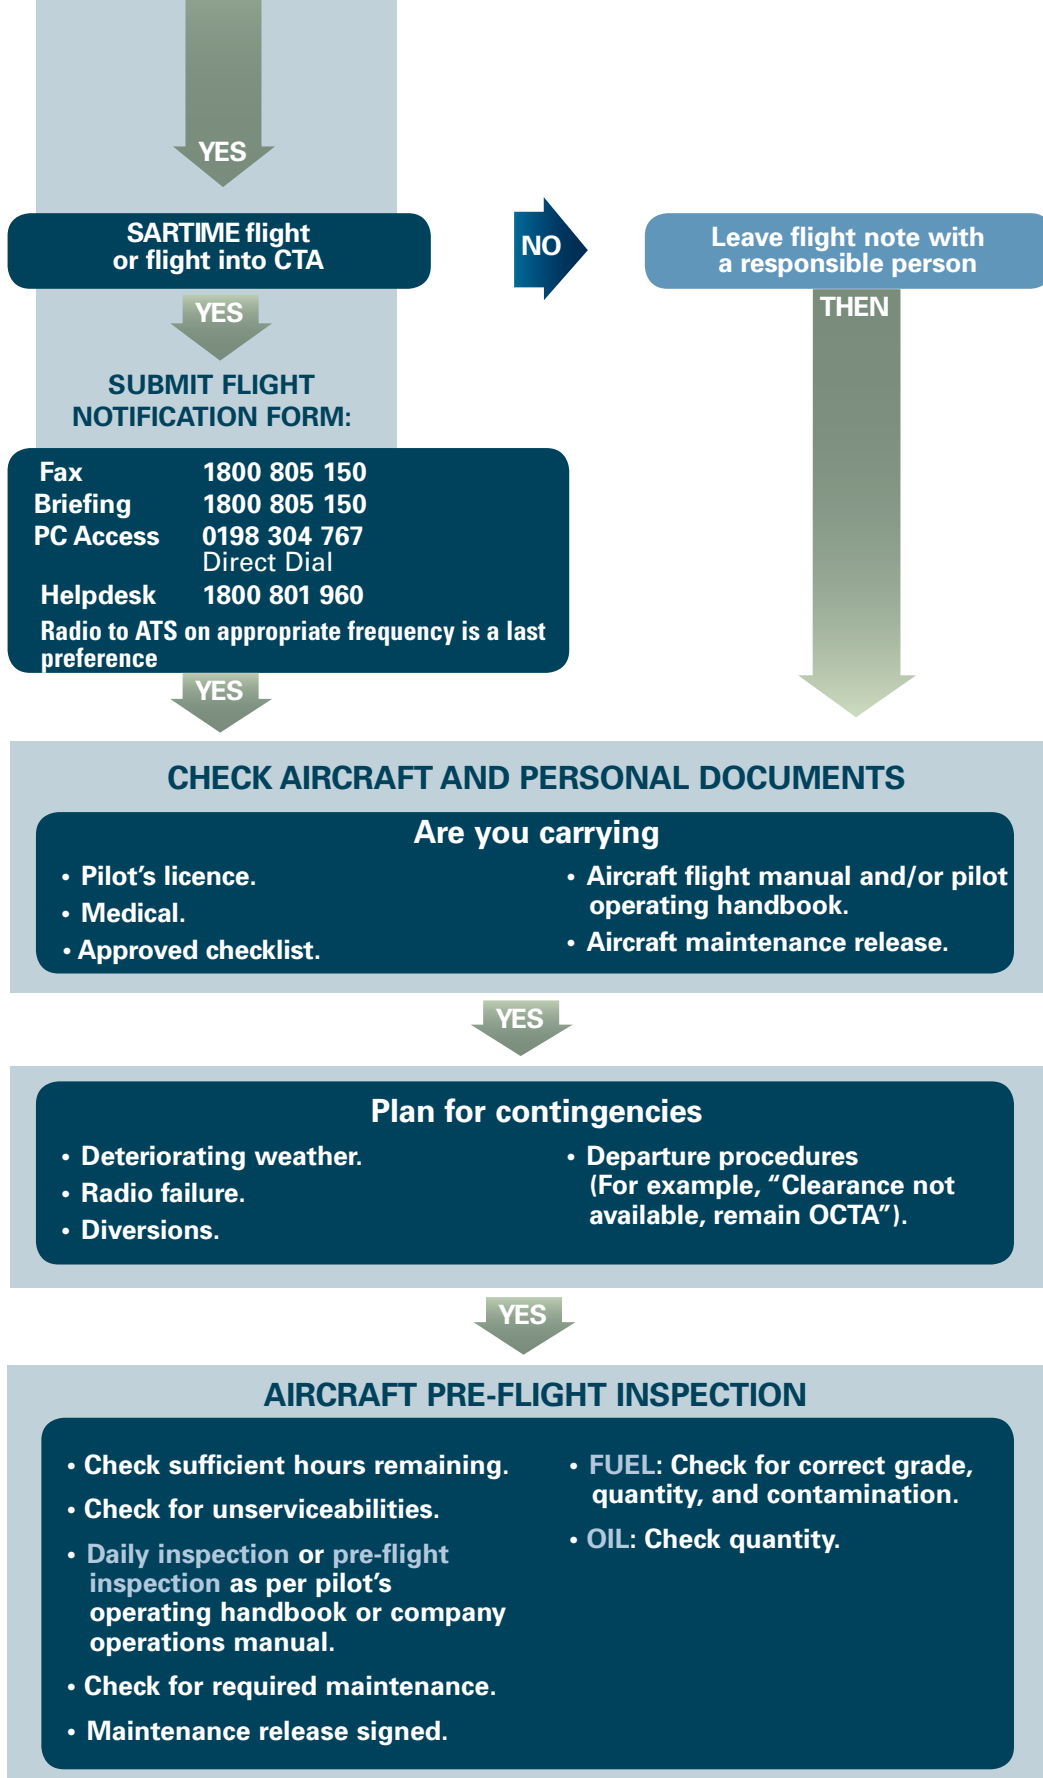 YES
SARTIME flight
or flight into CTA
NO
Leave flight note with
a responsible person
YES
THEN
SUBMIT FLIGHT
NOTIFICATION FORM:
Fax 1800 805 150
Briefing 1800 805 150
PC Access 0198 304 767
Direct Dial
Helpdesk 1800 801 960
Radio to ATS on appropriate frequency is a last
preference
YES
CHECK AIRCRAFT AND PERSONAL DOCUMENTS
Are you carrying
• Pilot's licence.
• Medical.
• Approved checklist.
• Aircraft flight manual and/or pilot
operating handbook.
• Aircraft maintenance release.
YES
Plan for contingencies
• Deteriorating weather.
• Radio failure.
• Diversions.
• Departure procedures
(For example, “Clearance not
available, remain OCTA”).
YES
AIRCRAFT PRE-FLIGHT INSPECTION
• Check sufficient hours remaining.
• Check for unserviceabilities.
• Daily inspection or pre-flight
inspection as per pilot's
operating handbook or company
operations manual.
• Check for required maintenance.
• Maintenance release signed.
• FUEL: Check for correct grade,
quantity, and contamination.
• OIL: Check quantity.